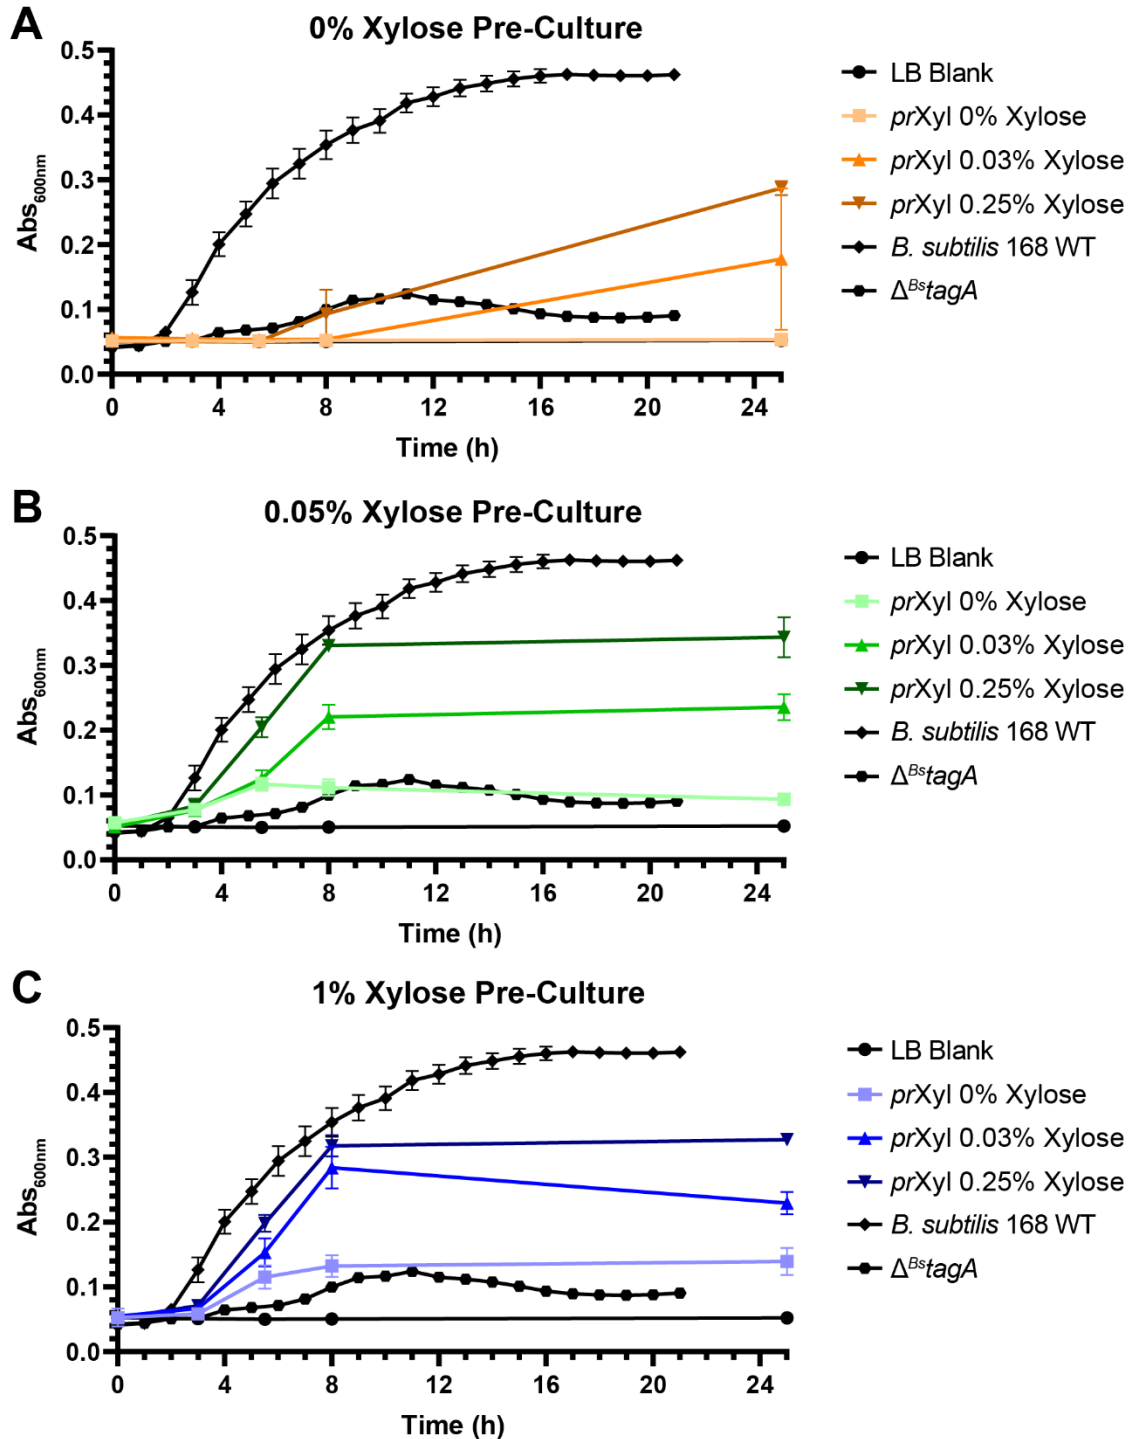 A
0% Xylose Pre-Culture
0.5
0.4
0.3
0.2
0.1
0.0
Abs600nm
0 4 8 12 16 20 24
Time (h)
LB Blank
prXyl 0% Xylose
prXyl 0.03% Xylose
prXyl 0.25% Xylose
B. subtilis 168 WT
ΔBstagA
B
0.05% Xylose Pre-Culture
0.5
0.4
0.3
0.2
0.1
0.0
Abs600nm
0 4 8 12 16 20 24
Time (h)
LB Blank
prXyl 0% Xylose
prXyl 0.03% Xylose
prXyl 0.25% Xylose
B. subtilis 168 WT
ΔBstagA
C
1% Xylose Pre-Culture
0.5
0.4
0.3
0.2
0.1
0.0
Abs600nm
0 4 8 12 16 20 24
Time (h)
LB Blank
prXyl 0% Xylose
prXyl 0.03% Xylose
prXyl 0.25% Xylose
B. subtilis 168 WT
ΔBstagA